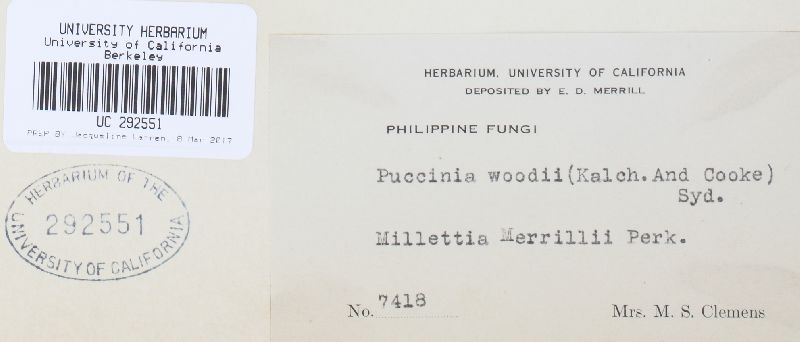 UNIVERSITY HERBARIUM
University of California
Berkeley
UC 292551
PREP BY Jacqueline 8 Mar 2017
HERBARIUM OF THE
292551
UNIVERSITY OF CALIFORNIA
HERBARIUM, UNIVERSITY OF CALIFORNIA
DEPOSITED BY E. D. MERRILL
PHILIPPINE FUNGI
Puccinia woodii(Kalch.And Cooke)
Syd.
Millettia Merrillii Perk.
No. 7418 Mrs. M. S. Clemens